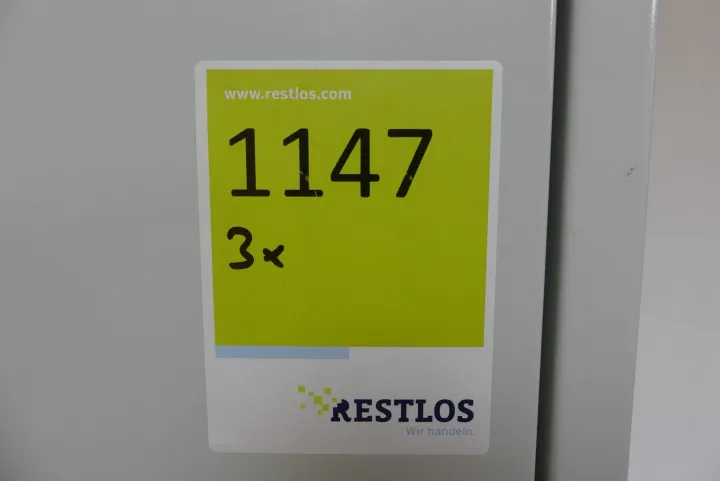 www.restlos.com
1147
3x
RESTLOS
Wir handeln.